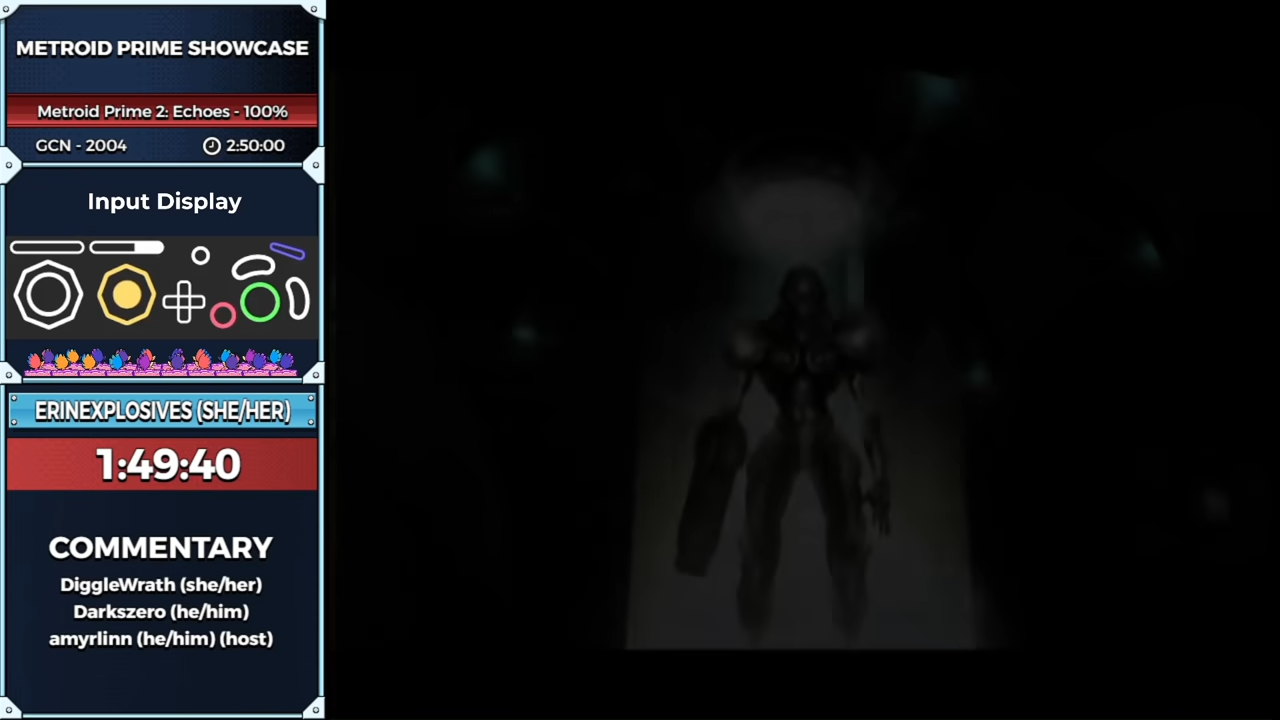 METROID PRIME SHOWCASE
Metroid Prime 2: Echoes - 100%
GCN - 2004 2:50:00
Input Display
ERINEXPLOSIVES (SHE/HER)
1:49:40
COMMENTARY
DiggleWrath (she/her)
Darkszero (he/him)
amyrlinn (he/him) (host)